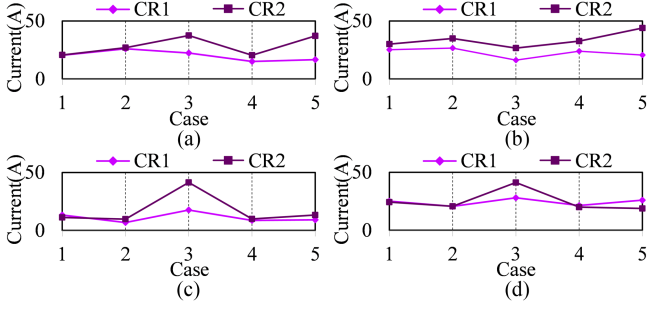 CR1 CR2
50
0
Current(A)
1 2 3 4 5
Case
(a)
CR1 CR2
50
0
Current(A)
1 2 3 4 5
Case
(b)
CR1 CR2
50
0
Current(A)
1 2 3 4 5
Case
(c)
CR1 CR2
50
0
Current(A)
1 2 3 4 5
Case
(d)